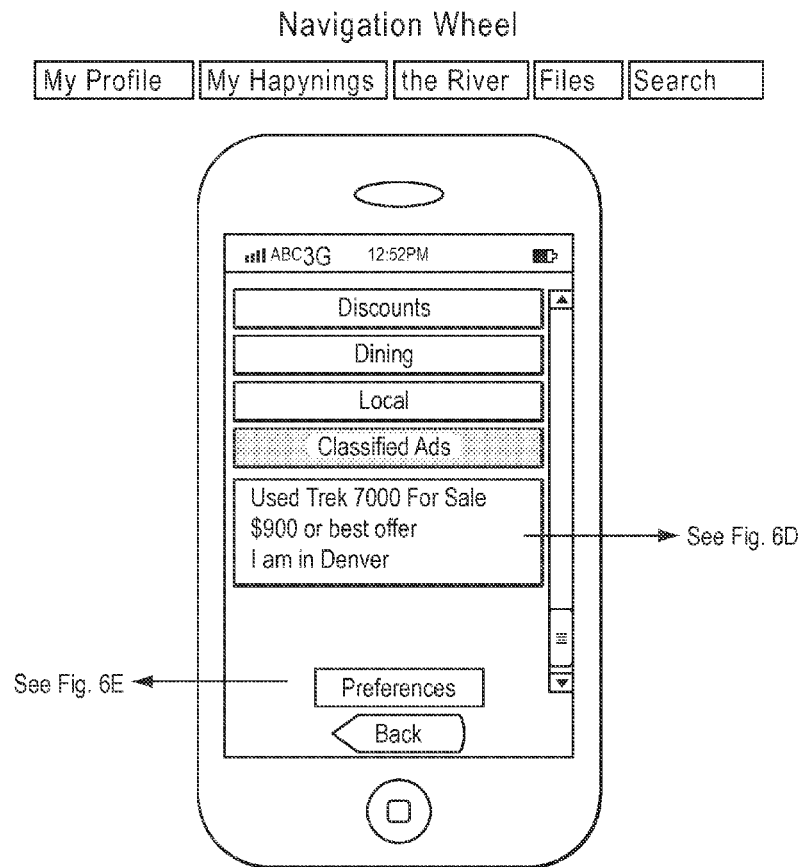 Navigation Wheel
My Profile My Hapynings the River Files Search
ABC3G 12:52PM
Discounts
Dining
Local
Classified Ads
Used Trek 7000 For Sale
$900 or best offer
I am in Denver
See Fig. 6D
See Fig. 6E
Preferences
Back